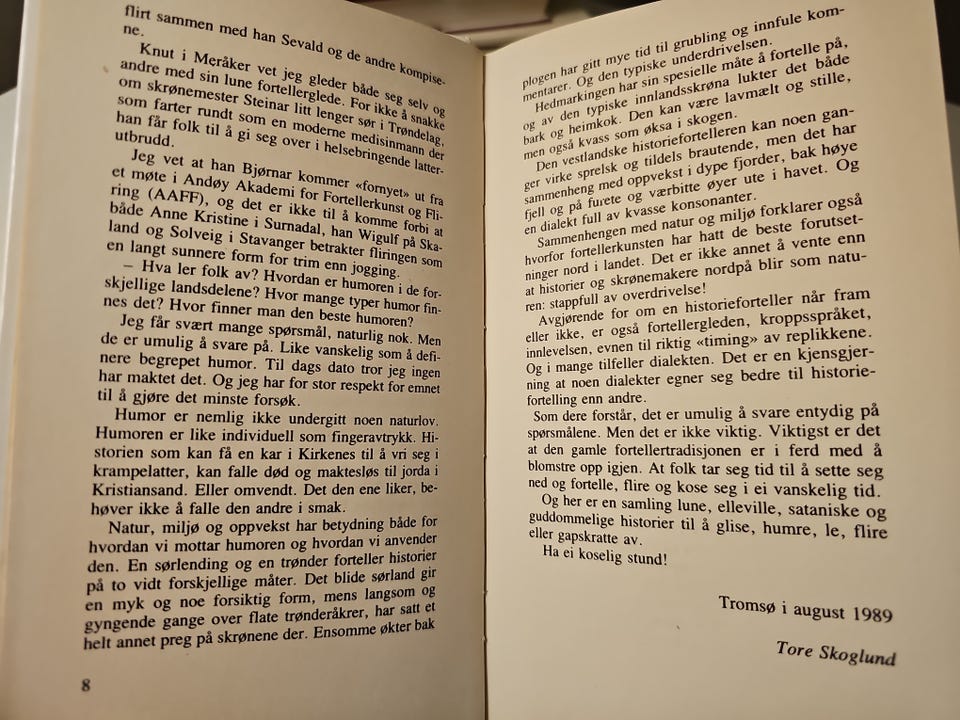 flirt sammen med han Sevald og de andre kompise-
ne.
Knut i Meråker vet jeg gleder både seg selv og
andre med sin lune fortellerglede. For ikke å snakke
om skrønemester Steinar litt lenger sør i Trøndelag,
som farter rundt som en moderne medisinmann der
han får folk til å gi seg over i helsebringende latter-
utbrudd.
Jeg vet at han Bjørnar kommer «fornyet» ut fra
et møte i Andøy Akademi for Fortellerkunst og Fli-
ring (AAFF), og det er ikke til å komme forbi at
både Anne Kristine i Surnadal, han Wigulf på Ska-
land og Solveig i Stavanger betrakter fliringen som
en langt sunnere form for trim enn jogging.
– Hva ler folk av? Hvordan er humoren i de for-
skjellige landsdelene? Hvor mange typer humor fin-
nes det? Hvor finner man den beste humoren?
Jeg får svært mange spørsmål, naturlig nok. Men
de er umulig å svare på. Like vanskelig som å defi-
nere begrepet humor. Til dags dato tror jeg ingen
har maktet det. Og jeg har for stor respekt for emnet
til å gjøre det minste forsøk.
Humor er nemlig ikke undergitt noen naturlov.
Humoren er like individuell som fingeravtrykk. Hi-
storien som kan få en kar i Kirkenes til å vri seg i
krampelatter, kan falle død og maktesløs til jorda i
Kristiansand. Eller omvendt. Det den ene liker, be-
høver ikke å falle den andre i smak.
Natur, miljø og oppvekst har betydning både for
hvordan vi mottar humoren og hvordan vi anvender
den. En sørlending og en trønder forteller historier
på to vidt forskjellige måter. Det blide sørland gir
en myk og noe forsiktig form, mens langsom og
gyngende gange over flate trønderåkrer, har satt et
helt annet preg på skrønene der. Ensomme økter bak
8
plogen har gitt mye tid til grubling og innfule kom-
mentarer. Og den typiske underdrivelsen.
Hedmarkingen har sin spesielle måte å fortelle på,
og av den typiske innlandsskrøna lukter det både
bark og heimkok. Den kan være lavmælt og stille,
men også kvass som øksa i skogen.
Den vestlandske historiefortelleren kan noen gan-
ger virke sprelsk og tildels brautende, men det har
sammenheng med oppvekst i dype fjorder, bak høye
fjell og på furete og værbitte øyer ute i havet. Og
en dialekt full av kvasse konsonanter.
Sammenhengen med natur og miljø forklarer også
hvorfor fortellerkunsten har hatt de beste forutset-
ninger nord i landet. Det er ikke annet å vente enn
at historier og skrønemakere nordpå blir som natu-
ren: stappfull av overdrivelse!
Avgjørende for om en historieforteller når fram
eller ikke, er også fortellergleden, kroppsspråket,
innlevelsen, evnen til riktig «timing» av replikkene.
Og i mange tilfeller dialekten. Det er en kjensgjer-
ning at noen dialekter egner seg bedre til historie-
fortelling enn andre.
Som dere forstår, det er umulig å svare entydig på
spørsmålene. Men det er ikke viktig. Viktigst er det
at den gamle fortellertradisjonen er i ferd med å
blomstre opp igjen. At folk tar seg tid til å sette seg
ned og fortelle, flire og kose seg i ei vanskelig tid.
Og her er en samling lune, elleville, sataniske og
guddommelige historier til å glise, humre, le, flire
eller gapskratte av.
Ha ei koselig stund!
Tromsø i august 1989
Tore Skoglund